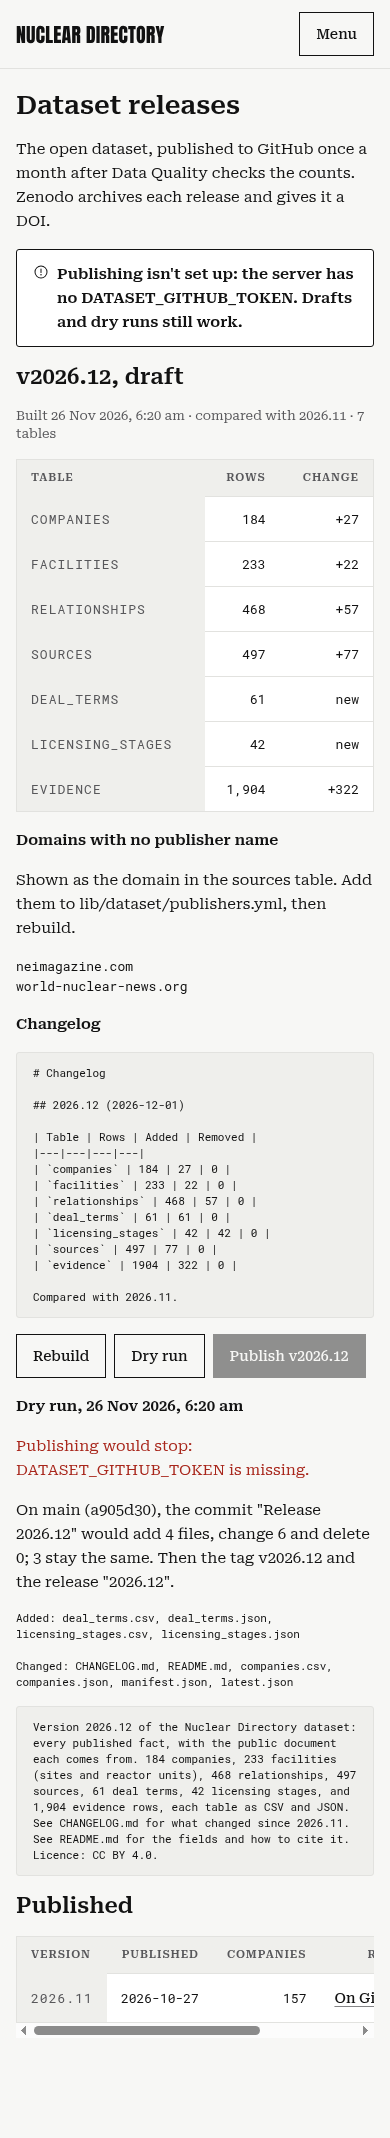 NUCLEAR DIRECTORY
Menu
Dataset releases
The open dataset, published to GitHub once a
month after Data Quality checks the counts.
Zenodo archives each release and gives it a
DOI.
Publishing isn't set up: the server has
no DATASET_GITHUB_TOKEN. Drafts
and dry runs still work.
v2026.12, draft
Built 26 Nov 2026, 6:20 am · compared with 2026.11 · 7
tables
TABLE ROWS CHANGE
COMPANIES 184 +27
FACILITIES 233 +22
RELATIONSHIPS 468 +57
SOURCES 497 +77
DEAL_TERMS 61 new
LICENSING_STAGES 42 new
EVIDENCE 1,904 +322
Domains with no publisher name
Shown as the domain in the sources table. Add
them to lib/dataset/publishers.yml, then
rebuild.
neimagazine.com
world-nuclear-news.org
Changelog
# Changelog
## 2026.12 (2026-12-01)
| Table | Rows | Added | Removed |
|---|---|---|---|
| `companies` | 184 | 27 | 0 |
| `facilities` | 233 | 22 | 0 |
| `relationships` | 468 | 57 | 0 |
| `deal_terms` | 61 | 61 | 0 |
| `licensing_stages` | 42 | 42 | 0 |
| `sources` | 497 | 77 | 0 |
| `evidence` | 1904 | 322 | 0 |
Compared with 2026.11.
Rebuild Dry run Publish v2026.12
Dry run, 26 Nov 2026, 6:20 am
Publishing would stop:
DATASET_GITHUB_TOKEN is missing.
On main (a905d30), the commit "Release
2026.12" would add 4 files, change 6 and delete
0; 3 stay the same. Then the tag v2026.12 and
the release "2026.12".
Added: deal_terms.csv, deal_terms.json,
licensing_stages.csv, licensing_stages.json
Changed: CHANGELOG.md, README.md, companies.csv,
companies.json, manifest.json, latest.json
Version 2026.12 of the Nuclear Directory dataset:
every published fact, with the public document
each comes from. 184 companies, 233 facilities
(sites and reactor units), 468 relationships, 497
sources, 61 deal terms, 42 licensing stages, and
1,904 evidence rows, each table as CSV and JSON.
See CHANGELOG.md for what changed since 2026.11.
See README.md for the fields and how to cite it.
Licence: CC BY 4.0.
Published
VERSION PUBLISHED COMPANIES
2026.11 2026-10-27 157 On